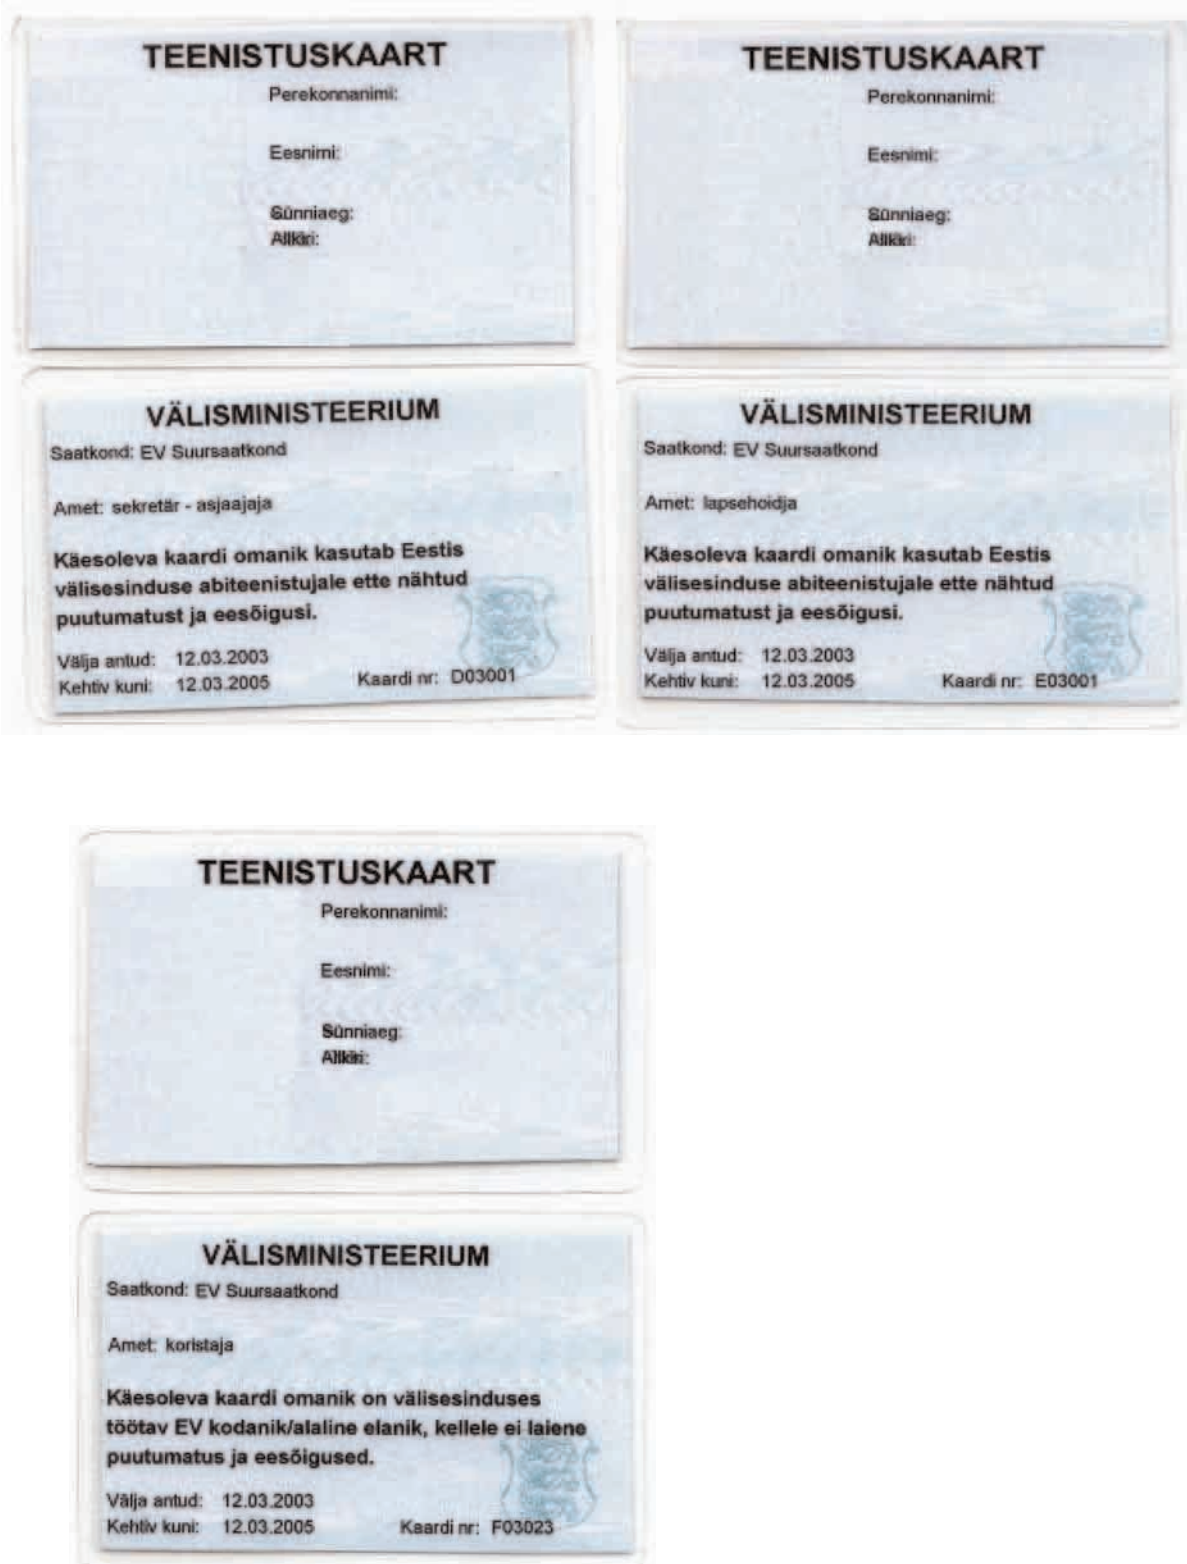 TEENISTUSKAART
Perekonnanimi:
Eesnimi:
Sünniaeg:
Allkiri:
VÄLISMINISTEERIUM
Saatkond: EV Suursaatkond
Amet: sekretär - asjaajaja
Käesoleva kaardi omanik kasutab Eestis
välisesinduse abiteenistujale ette nähtud
puutumatust ja eesõigusi.
Välja antud: 12.03.2003
Kehtiv kuni: 12.03.2005 Kaardi nr: D03001
TEENISTUSKAART
Perekonnanimi:
Eesnimi:
Sünniaeg:
Allkiri:
VÄLISMINISTEERIUM
Saatkond: EV Suursaatkond
Amet: lapsehoidja
Käesoleva kaardi omanik kasutab Eestis
välisesinduse abiteenistujale ette nähtud
puutumatust ja eesõigusi.
Välja antud: 12.03.2003
Kehtiv kuni: 12.03.2005 Kaardi nr: E03001
TEENISTUSKAART
Perekonnanimi:
Eesnimi:
Sünniaeg:
Allkiri:
VÄLISMINISTEERIUM
Saatkond: EV Suursaatkond
Amet: koristaja
Käesoleva kaardi omanik on välisesinduses
töötav EV kodanik/alaline elanik, kellele ei laiene
puutumatus ja eesõigused.
Välja antud: 12.03.2003
Kehtiv kuni: 12.03.2005 Kaardi nr: F03023